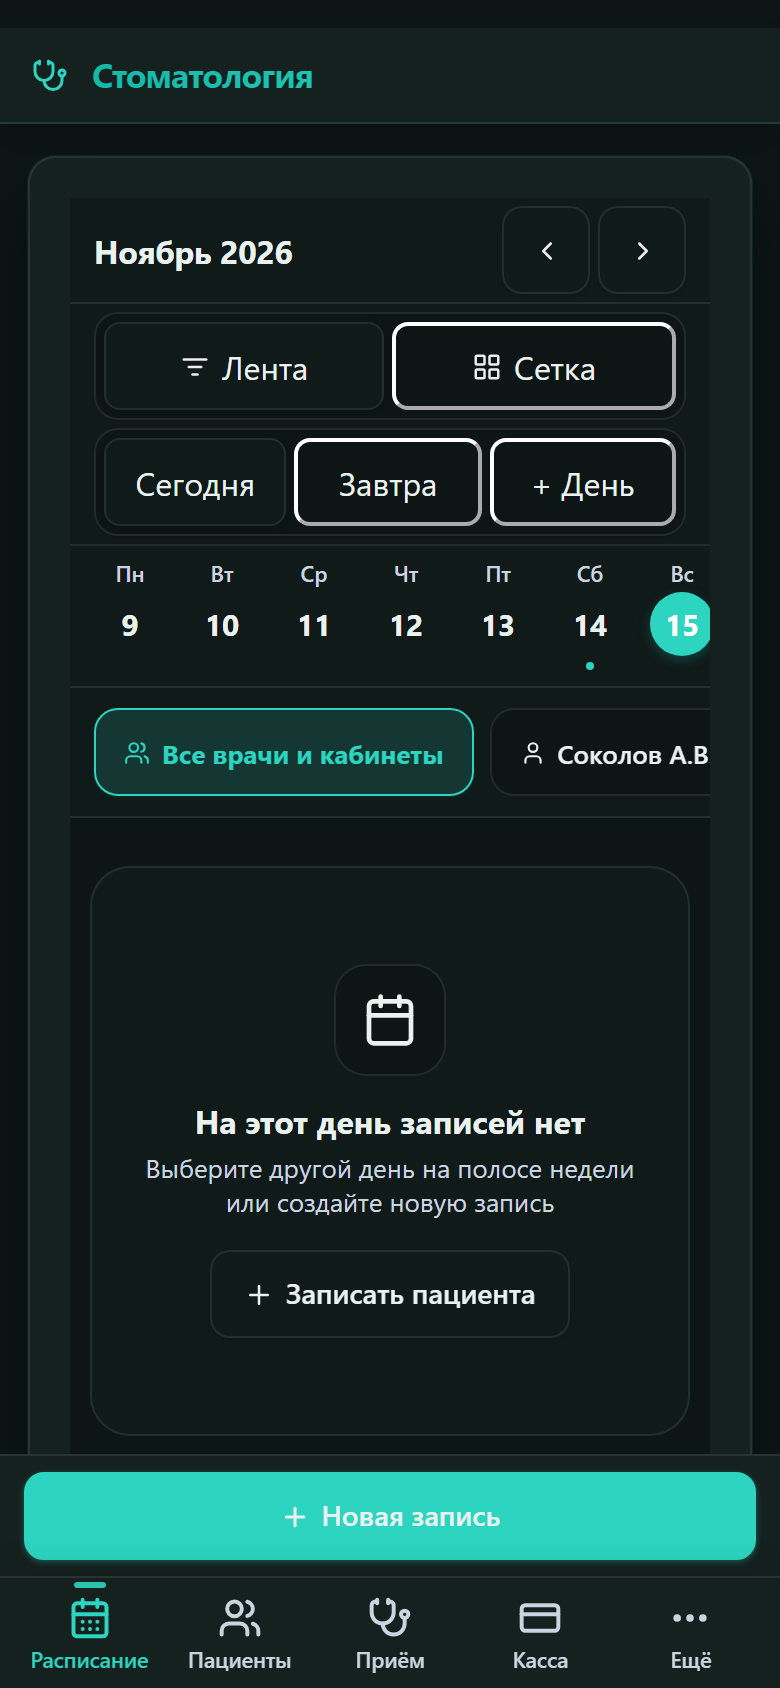 Стоматология
Ноябрь 2026
Лента
Сетка
Сегодня
Завтра
+ День
Пн Вт Ср Чт Пт Сб Вс
9 10 11 12 13 14 15
Все врачи и кабинеты
Соколов А.В
На этот день записей нет
Выберите другой день на полосе недели
или создайте новую запись
+ Записать пациента
+ Новая запись
Расписание
Пациенты
Приём
Касса
Ещё